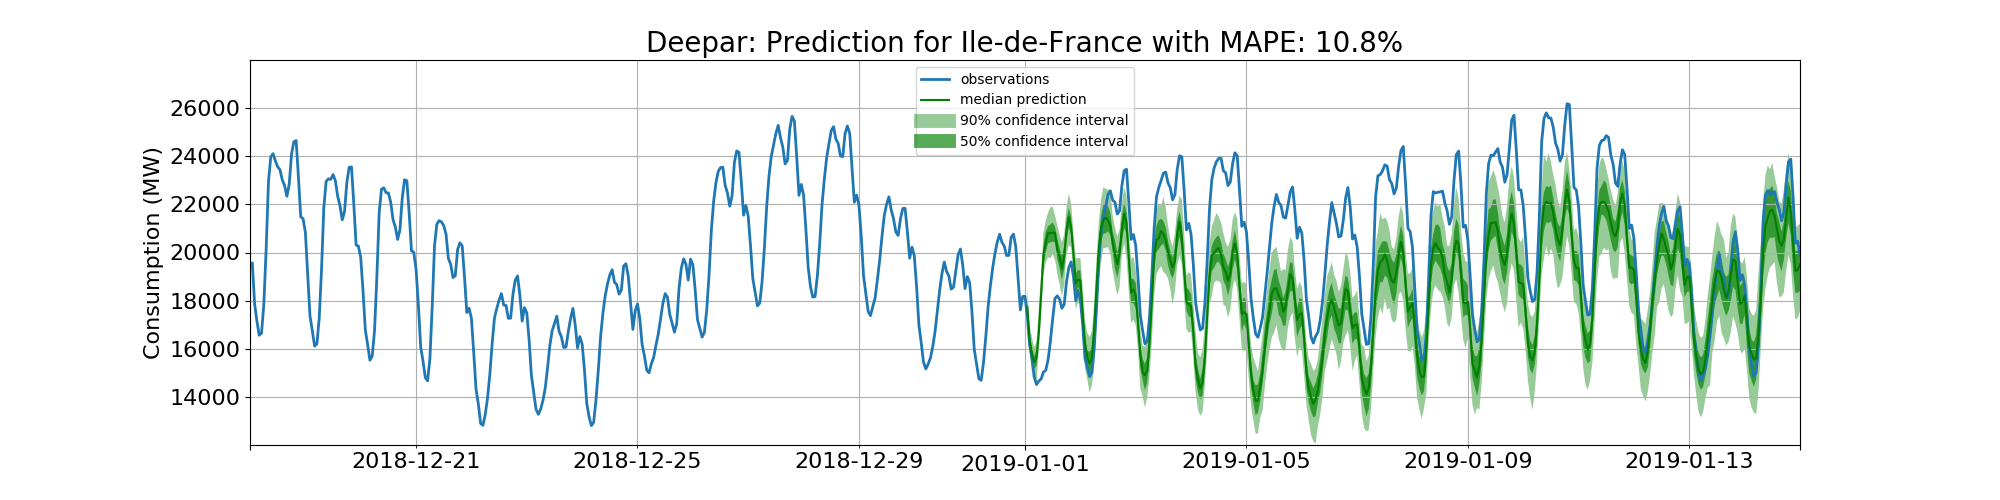 Deepar: Prediction for Ile-de-France with MAPE: 10.8%
observations
median prediction
90% confidence interval
50% confidence interval
Consumption (MW)
26000
24000
22000
20000
18000
16000
14000
2018-12-21 2018-12-25 2018-12-29 2019-01-01 2019-01-05 2019-01-09 2019-01-13